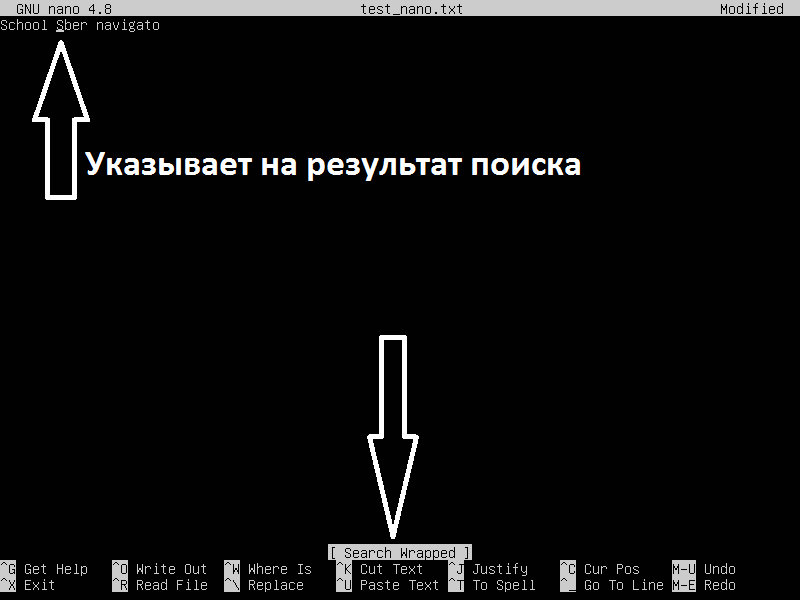 GNU nano 4.8 test_nano.txt Modified
School Sber navigato
Указывает на результат поиска
[ Search Wrapped ]
^G Get Help ^O Write Out ^W Where Is ^K Cut Text ^J Justify ^C Cur Pos M-U Undo
^X Exit ^R Read File ^\ Replace ^U Paste Text ^T To Spell ^_ Go To Line M-E Redo